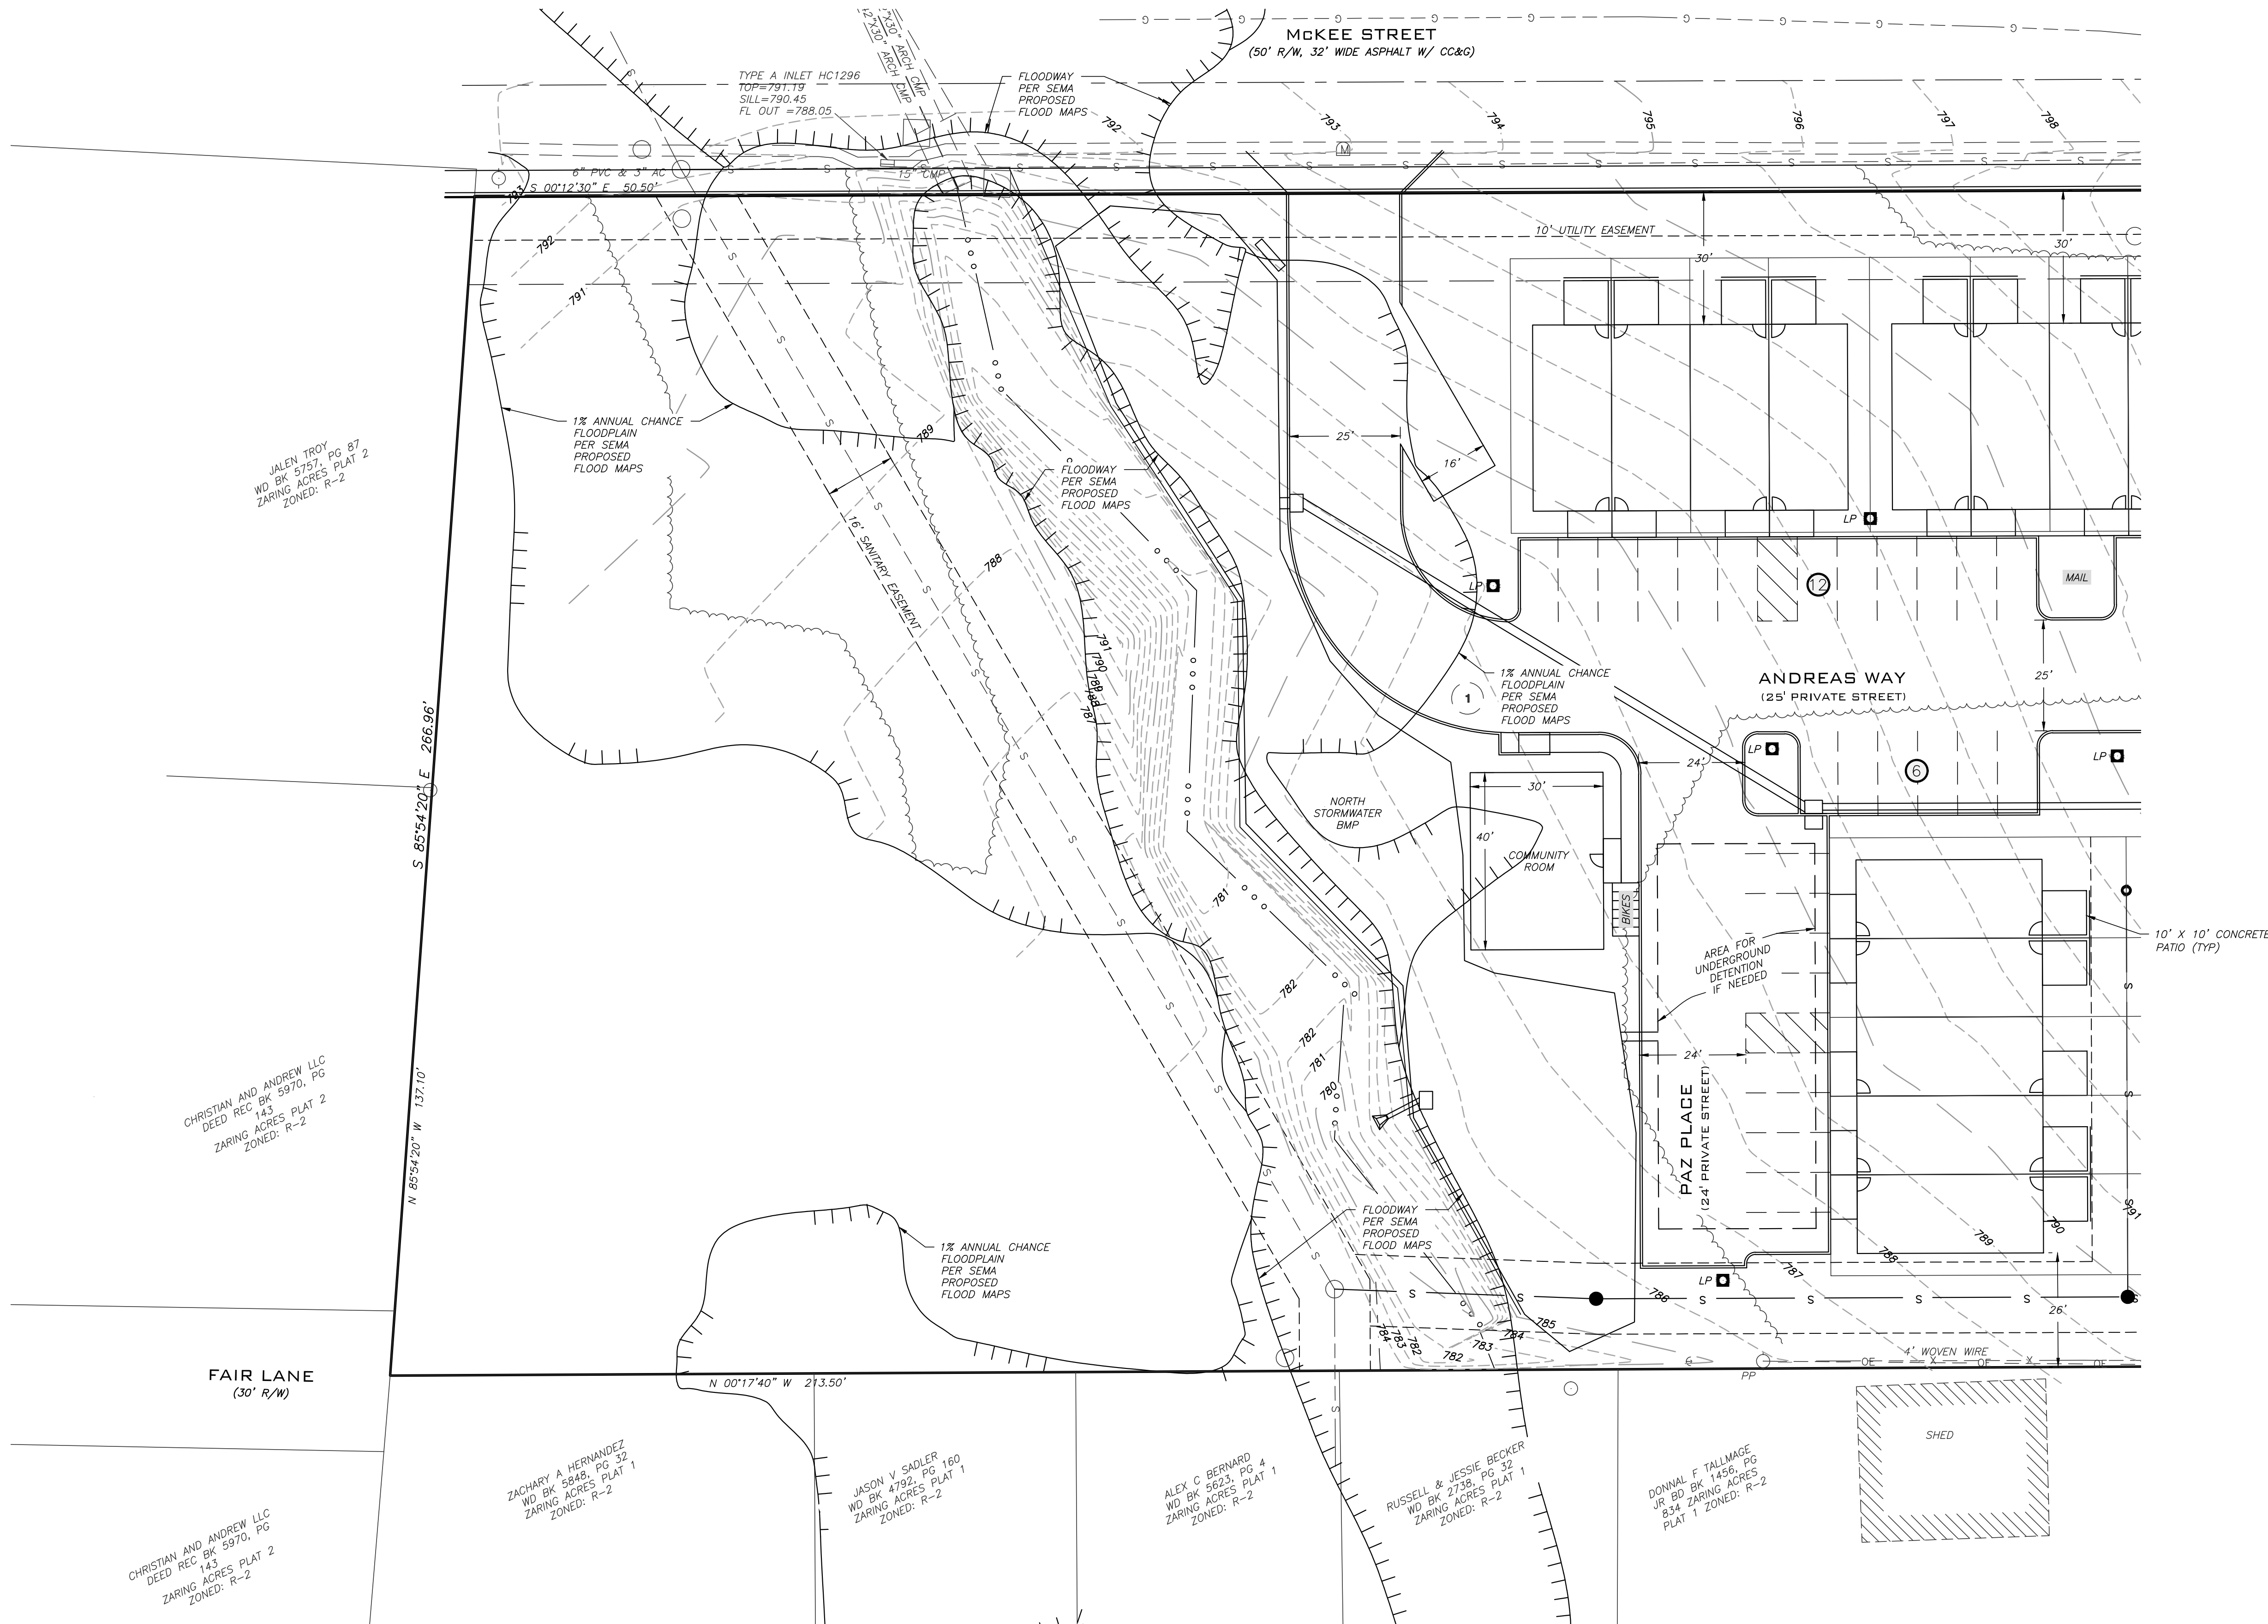 McKEE STREET
(50' R/W, 32' WIDE ASPHALT W/ CC&G)
42"X30" ARCH CMP
TYPE A INLET HC1296
TOP=791.19
SILL=790.45
FL OUT =788.05
FLOODWAY
PER SEMA
PROPOSED
FLOOD MAPS
792
793
794
795
796
797
798
M
6" PVC & 3" AC
15" CMP
S 00°12'30" E 50.50'
793
792
791
10' UTILITY EASEMENT
30'
30'
1% ANNUAL CHANCE
FLOODPLAIN
PER SEMA
PROPOSED
FLOOD MAPS
789
JALEN TROY
WD BK 5757, PG 87
ZARING ACRES PLAT 2
ZONED: R-2
FLOODWAY
PER SEMA
PROPOSED
FLOOD MAPS
25'
16'
LP
LP
16' SANITARY EASEMENT
788
12
MAIL
791
790
789
788
787
1
1% ANNUAL CHANCE
FLOODPLAIN
PER SEMA
PROPOSED
FLOOD MAPS
ANDREAS WAY
(25' PRIVATE STREET)
25'
LP
LP
24'
6
S 85°54'20" E 266.96'
NORTH
STORMWATER
BMP
30'
40'
COMMUNITY
ROOM
BIKES
781
782
782
781
780
AREA FOR
UNDERGROUND
DETENTION
IF NEEDED
10' X 10' CONCRETE
PATIO (TYP)
24'
PAZ PLACE
(24' PRIVATE STREET)
CHRISTIAN AND ANDREW LLC
DEED REC BK 5970, PG
143
ZARING ACRES PLAT 2
ZONED: R-2
N 85°54'20" W 137.10'
1% ANNUAL CHANCE
FLOODPLAIN
PER SEMA
PROPOSED
FLOOD MAPS
FLOODWAY
PER SEMA
PROPOSED
FLOOD MAPS
LP
791
790
789
788
787
786
785
784
783
782
782
783
784
26'
4' WOVEN WIRE
OE X OE X OE
PP
FAIR LANE
(30' R/W)
N 00°17'40" W 213.50'
SHED
ZACHARY A HERNANDEZ
WD BK 5848, PG 32
ZARING ACRES PLAT 1
ZONED: R-2
JASON V SADLER
WD BK 4792, PG 160
ZARING ACRES PLAT 1
ZONED: R-2
ALEX C BERNARD
WD BK 5623, PG 4
ZARING ACRES PLAT 1
ZONED: R-2
RUSSELL & JESSIE BECKER
WD BK 2738, PG 32
ZARING ACRES PLAT 1
ZONED: R-2
DONNAL F TALLMAGE
JR BD BK 1456, PG
834 ZARING ACRES
PLAT 1 ZONED: R-2
CHRISTIAN AND ANDREW LLC
DEED REC BK 5970, PG
143
ZARING ACRES PLAT 2
ZONED: R-2